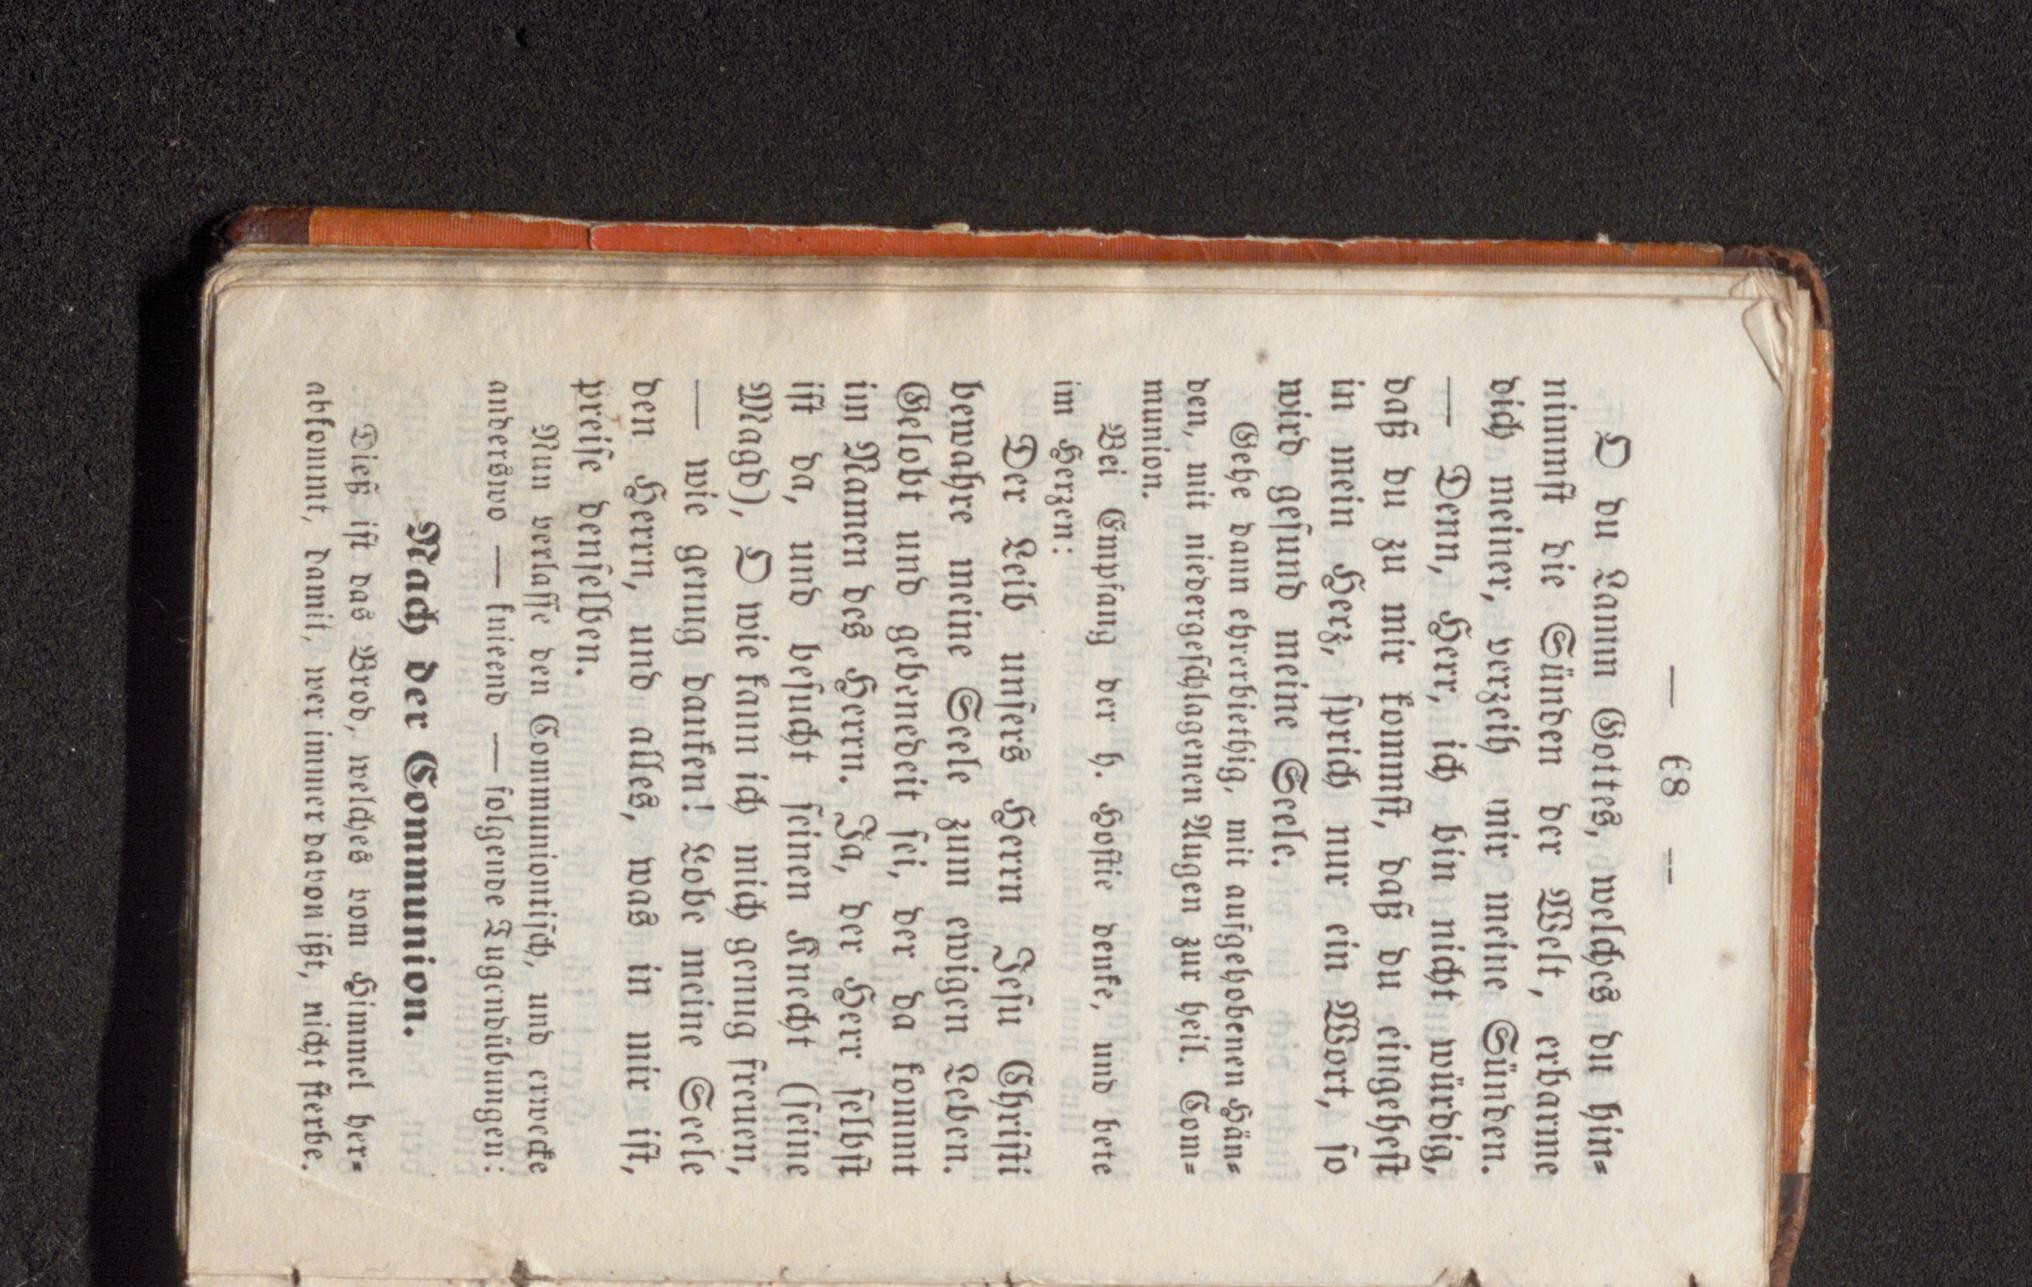 — 68 —
O du Lamm Gottes, welches du hin-
nimmst die Sünden der Welt, erbarme
dich meiner, verzeih mir meine Sünden.
— Denn, Herr, ich bin nicht würdig,
daß du zu mir kommst, daß du eingehest
in mein Herz, sprich nur ein Wort, so
wird gesund meine Seele.
Gehe dann ehrerbiethig, mit aufgehobenen Hän-
den, mit niedergeschlagenen Augen zur heil. Com-
munion.
Bei Empfang der h. Hostie denke, und bete
im Herzen:
Der Leib unsers Herrn Jesu Christi
bewahre meine Seele zum ewigen Leben.
Gelobt und gebenedeit sei, der da kommt
im Namen des Herrn. Ja, der Herr selbst
ist da, und besucht seinen Knecht (seine
Magd), O wie kann ich mich genug freuen,
— wie genug danken! Lobe meine Seele
den Herrn, und alles, was in mir ist,
preise denselben.
Nun verlasse den Communiontisch, und erwecke
anderswo — knieend — folgende Tugendübungen:
Nach der Communion.
Dieß ist das Brod, welches vom Himmel her-
abkommt, damit, wer immer davon ißt, nicht sterbe.